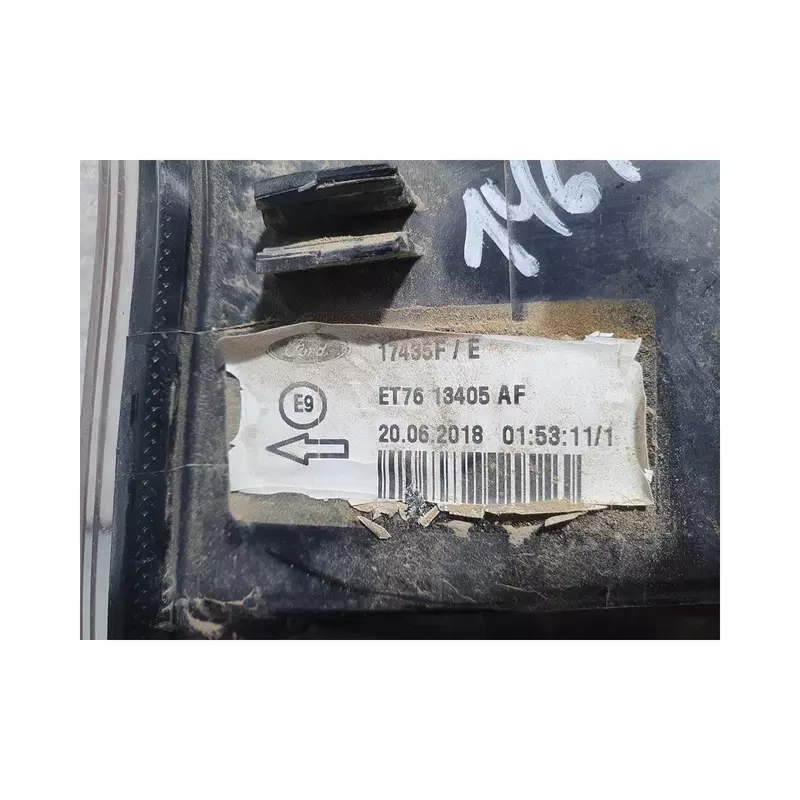 Ford
17435F / E
E9
ET76 13405 AF
20.06.2018 01:53:11/1